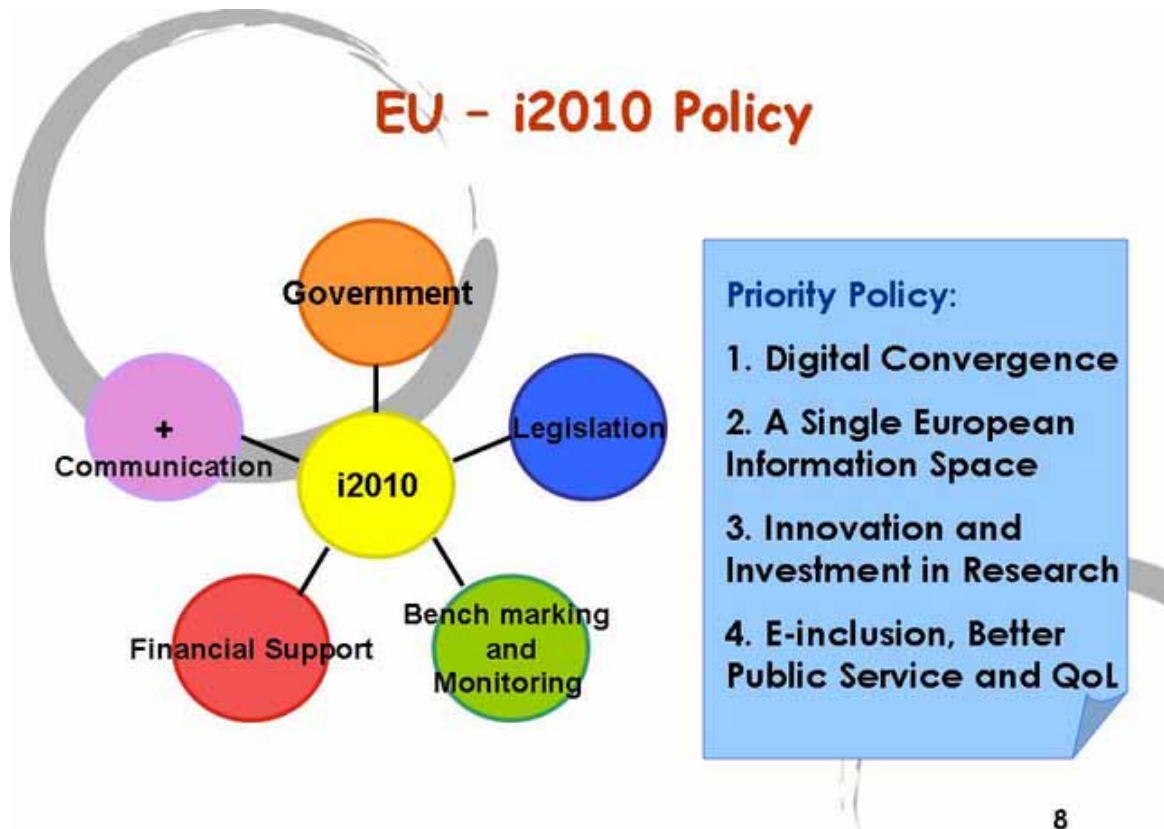 EU - i2010 Policy
Government
+
Communication
Legislation
i2010
Financial Support
Bench marking
and
Monitoring
Priority Policy:
1. Digital Convergence
2. A Single European
Information Space
3. Innovation and
Investment in Research
4. E-inclusion, Better
Public Service and QoL
8